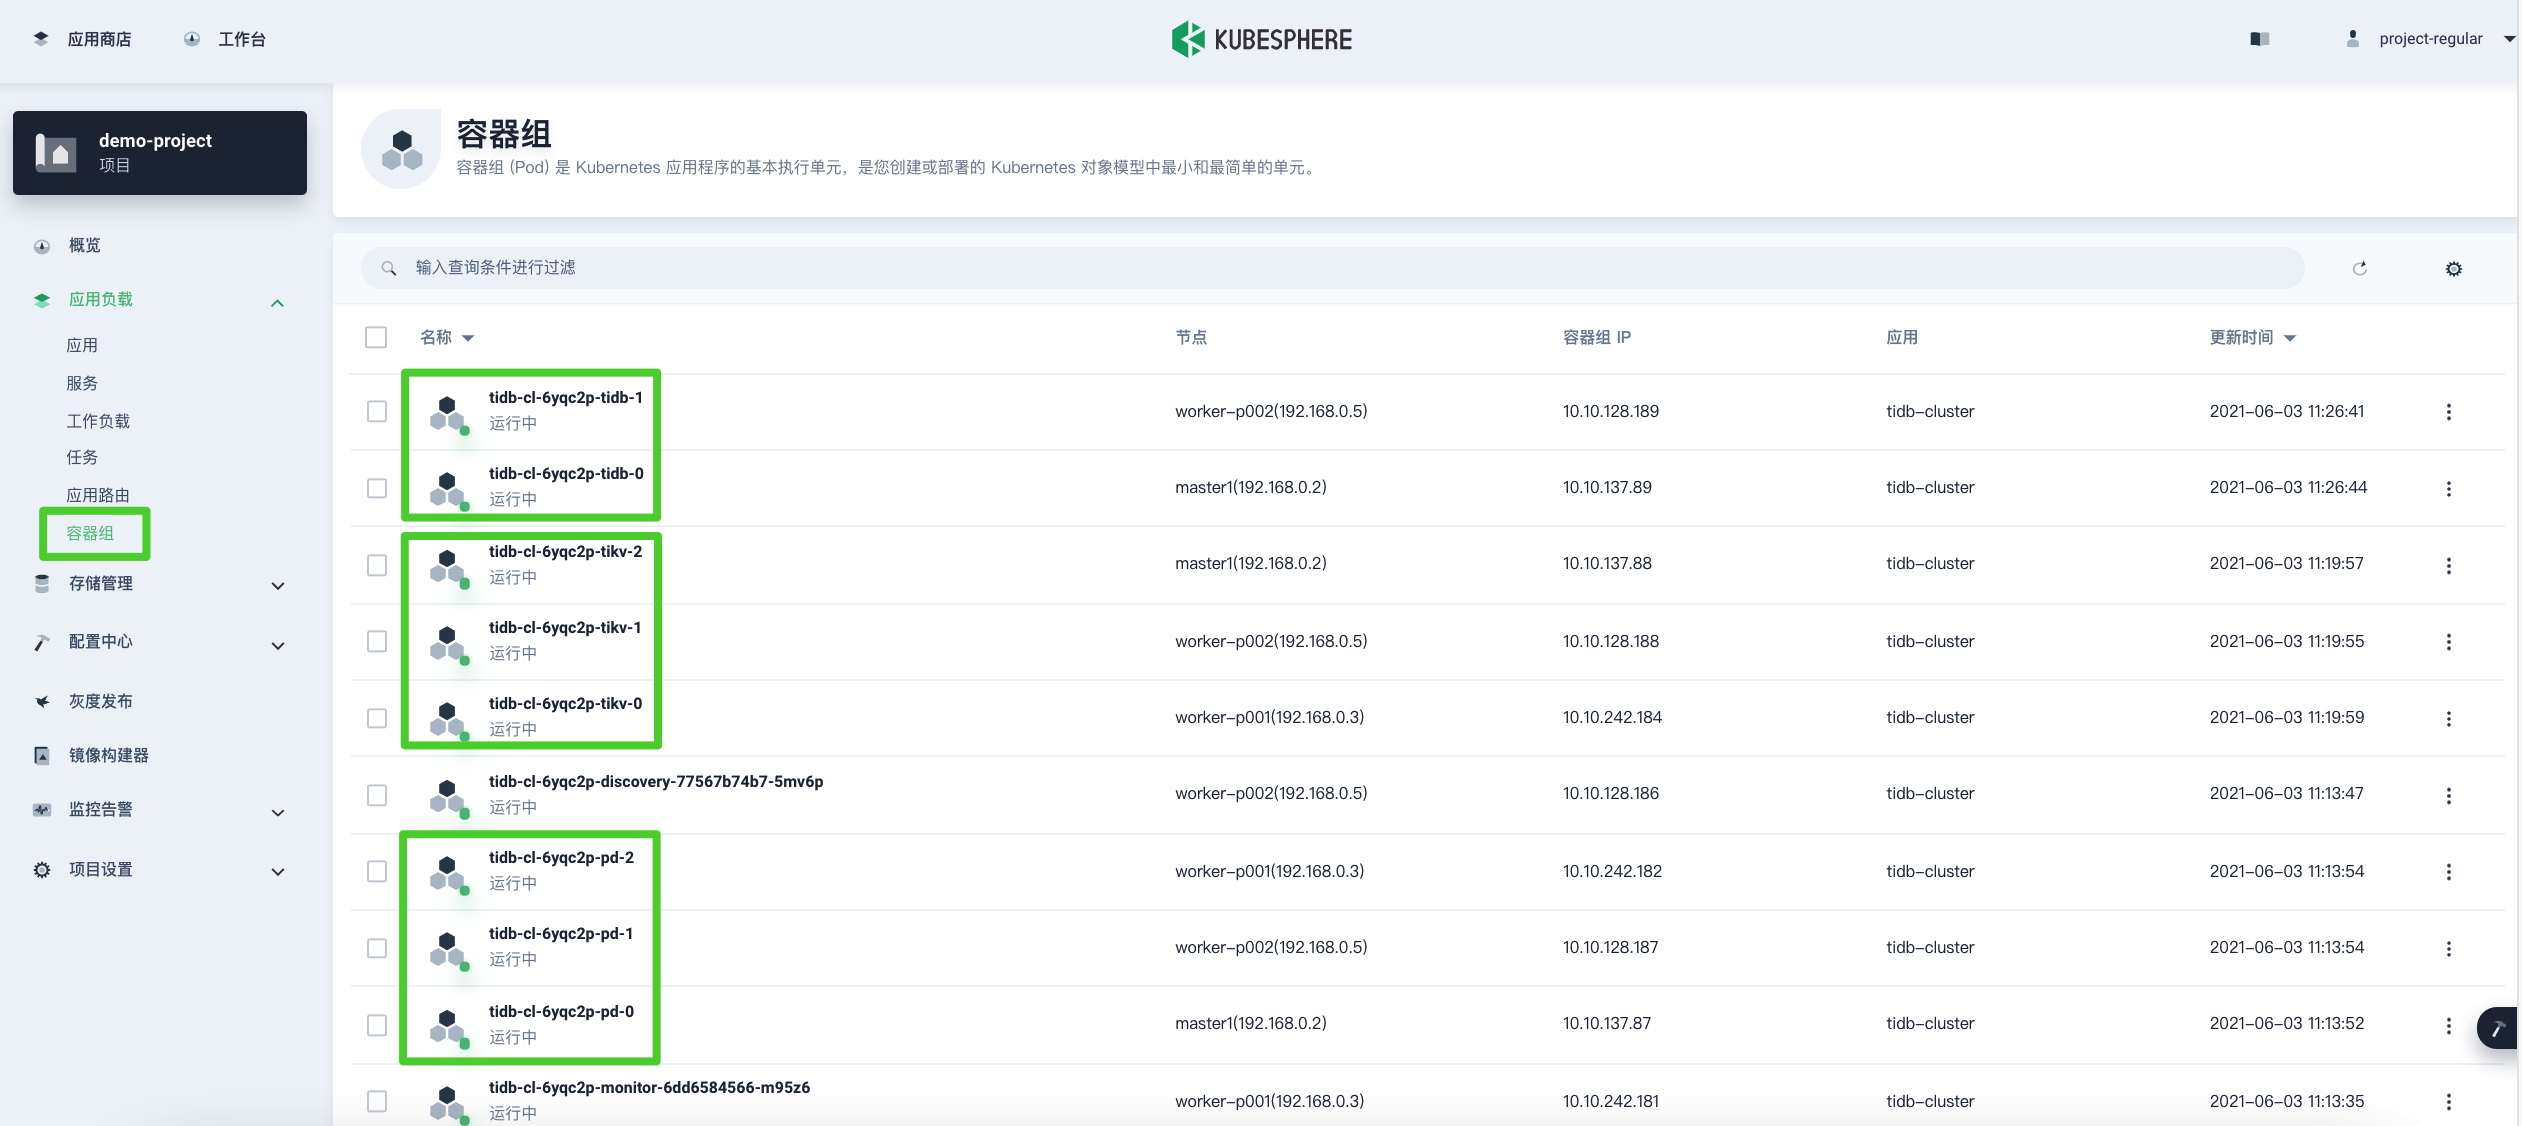 应用商店
工作台
KUBESPHERE
project-regular
demo-project
项目
概览
应用负载
应用
服务
工作负载
任务
应用路由
容器组
存储管理
配置中心
灰度发布
镜像构建器
监控告警
项目设置
容器组
容器组 (Pod) 是 Kubernetes 应用程序的基本执行单元，是您创建或部署的 Kubernetes 对象模型中最小和最简单的单元。
输入查询条件进行过滤
名称 节点 容器组 IP 应用 更新时间
tidb-cl-6yqc2p-tidb-1
运行中
worker-p002(192.168.0.5) 10.10.128.189 tidb-cluster 2021-06-03 11:26:41
tidb-cl-6yqc2p-tidb-0
运行中
master1(192.168.0.2) 10.10.137.89 tidb-cluster 2021-06-03 11:26:44
tidb-cl-6yqc2p-tikv-2
运行中
master1(192.168.0.2) 10.10.137.88 tidb-cluster 2021-06-03 11:19:57
tidb-cl-6yqc2p-tikv-1
运行中
worker-p002(192.168.0.5) 10.10.128.188 tidb-cluster 2021-06-03 11:19:55
tidb-cl-6yqc2p-tikv-0
运行中
worker-p001(192.168.0.3) 10.10.242.184 tidb-cluster 2021-06-03 11:19:59
tidb-cl-6yqc2p-discovery-77567b74b7-5mv6p
运行中
worker-p002(192.168.0.5) 10.10.128.186 tidb-cluster 2021-06-03 11:13:47
tidb-cl-6yqc2p-pd-2
运行中
worker-p001(192.168.0.3) 10.10.242.182 tidb-cluster 2021-06-03 11:13:54
tidb-cl-6yqc2p-pd-1
运行中
worker-p002(192.168.0.5) 10.10.128.187 tidb-cluster 2021-06-03 11:13:54
tidb-cl-6yqc2p-pd-0
运行中
master1(192.168.0.2) 10.10.137.87 tidb-cluster 2021-06-03 11:13:52
tidb-cl-6yqc2p-monitor-6dd6584566-m95z6
运行中
worker-p001(192.168.0.3) 10.10.242.181 tidb-cluster 2021-06-03 11:13:35